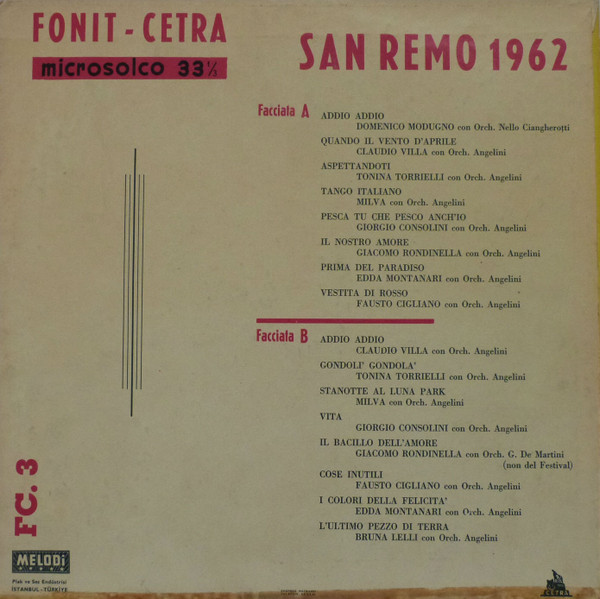 FONIT - CETRA
microsolco 33⅓
SAN REMO 1962
Facciata A
ADDIO ADDIO
DOMENICO MODUGNO con Orch. Nello Ciangherotti
QUANDO IL VENTO D'APRILE
CLAUDIO VILLA con Orch. Angelini
ASPETTANDOTI
TONINA TORRIELLI con Orch. Angelini
TANGO ITALIANO
MILVA con Orch. Angelini
PESCA TU CHE PESCO ANCH'IO
GIORGIO CONSOLINI con Orch. Angelini
IL NOSTRO AMORE
GIACOMO RONDINELLA con Orch. Angelini
PRIMA DEL PARADISO
EDDA MONTANARI con Orch. Angelini
VESTITA DI ROSSO
FAUSTO CIGLIANO con Orch. Angelini
Facciata B
ADDIO ADDIO
CLAUDIO VILLA con Orch. Angelini
GONDOLI' GONDOLA'
TONINA TORRIELLI con Orch. Angelini
STANOTTE AL LUNA PARK
MILVA con Orch. Angelini
VITA
GIORGIO CONSOLINI con Orch. Angelini
IL BACILLO DELL'AMORE
GIACOMO RONDINELLA con Orch. G. De Martini
(non del Festival)
COSE INUTILI
FAUSTO CIGLIANO con Orch. Angelini
I COLORI DELLA FELICITA'
EDDA MONTANARI con Orch. Angelini
L'ULTIMO PEZZO DI TERRA
BRUNA LELLI con Orch. Angelini
FC. 3
MELODİ
Plak ve Ses Endüstrisi
İSTANBUL - TÜRKİYE
CETRA